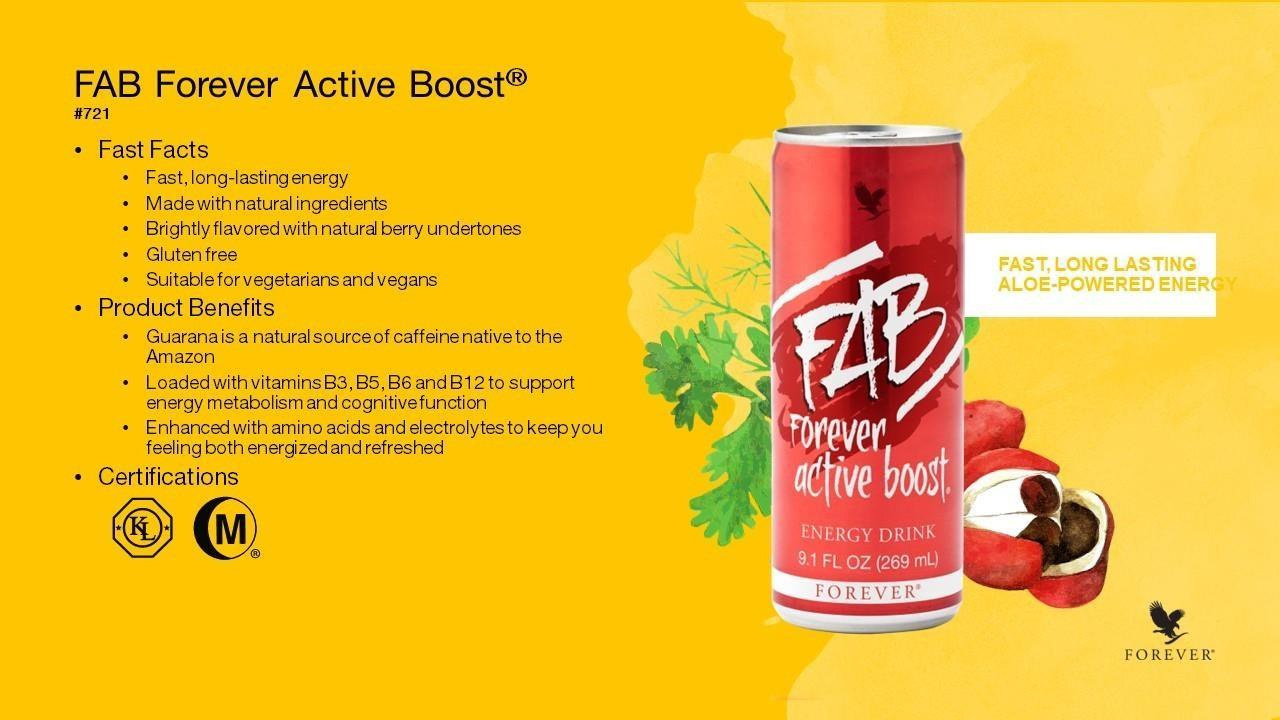 FAB Forever Active Boost®
#721
• Fast Facts
• Fast, long-lasting energy
• Made with natural ingredients
• Brightly flavored with natural berry undertones
• Gluten free
• Suitable for vegetarians and vegans
• Product Benefits
• Guarana is a natural source of caffeine native to the
Amazon
• Loaded with vitamins B3, B5, B6 and B12 to support
energy metabolism and cognitive function
• Enhanced with amino acids and electrolytes to keep you
feeling both energized and refreshed
• Certifications
KL
M®
FAB
Forever
active boost®
ENERGY DRINK
9.1 FL OZ (269 mL)
FOREVER®
FAST, LONG LASTING
ALOE-POWERED ENERGY
FOREVER®